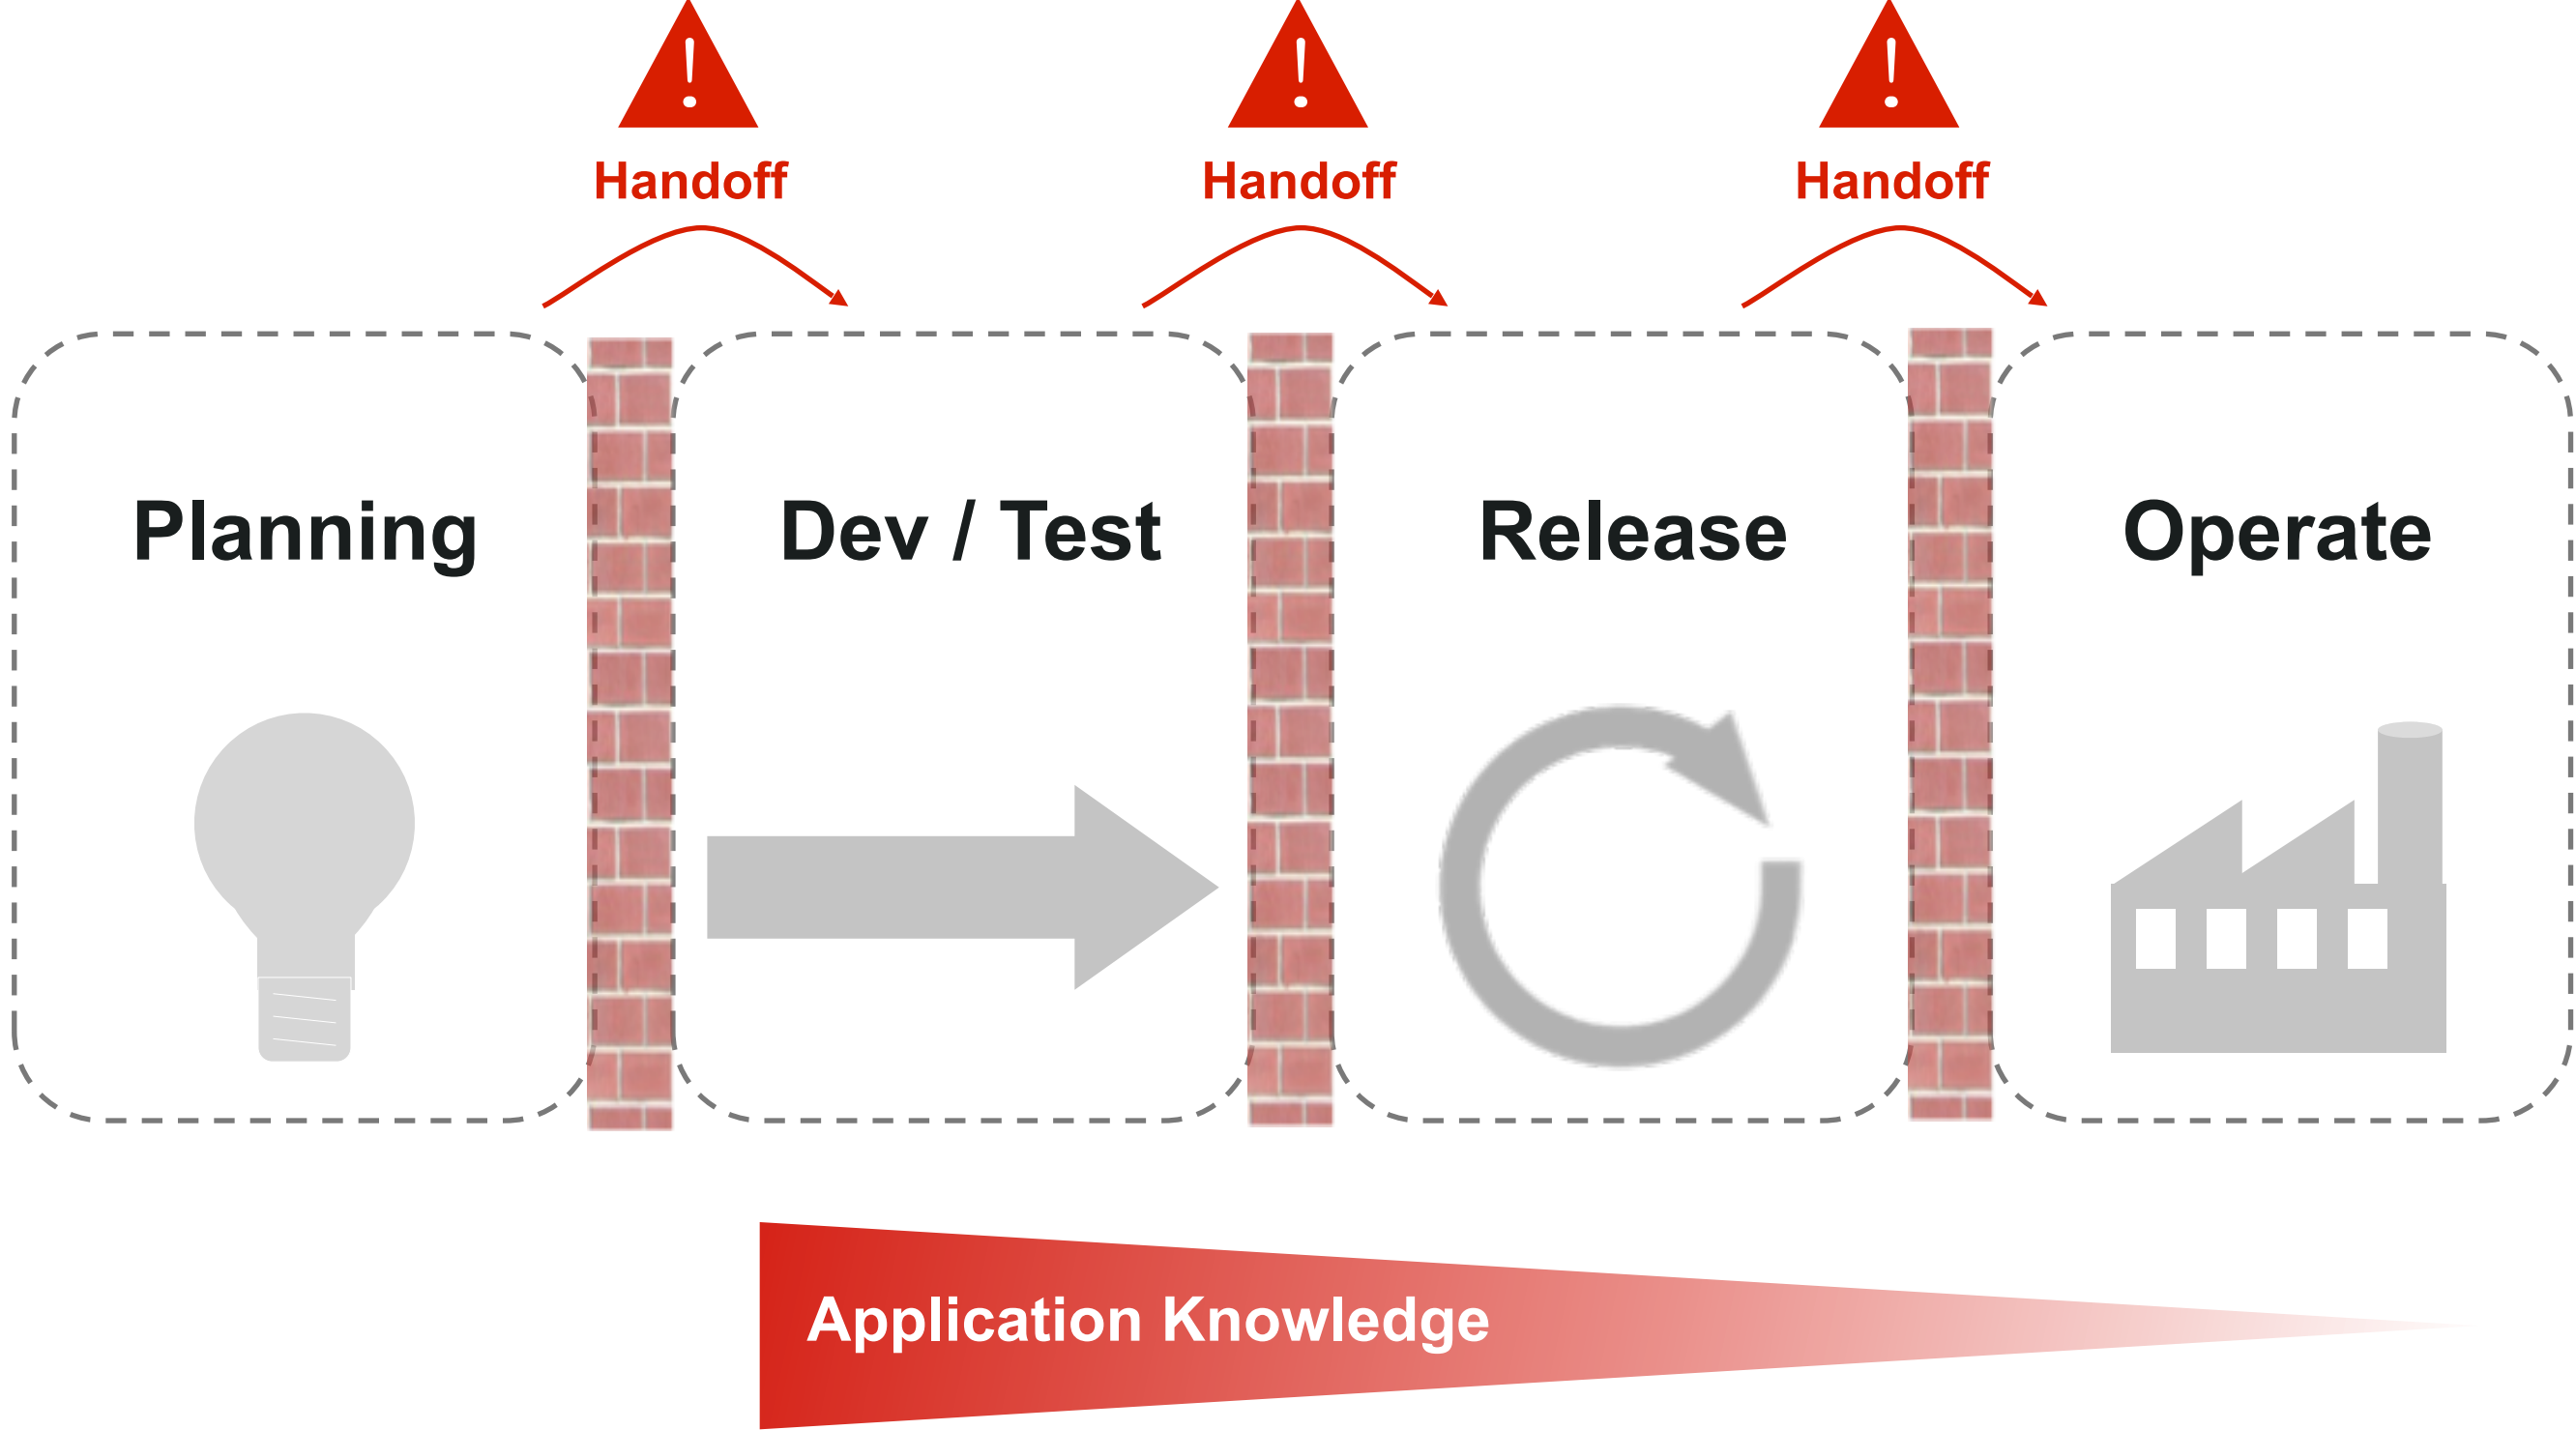 !
!
!
Handoff
Handoff
Handoff
Planning
Dev / Test
Release
Operate
Application Knowledge